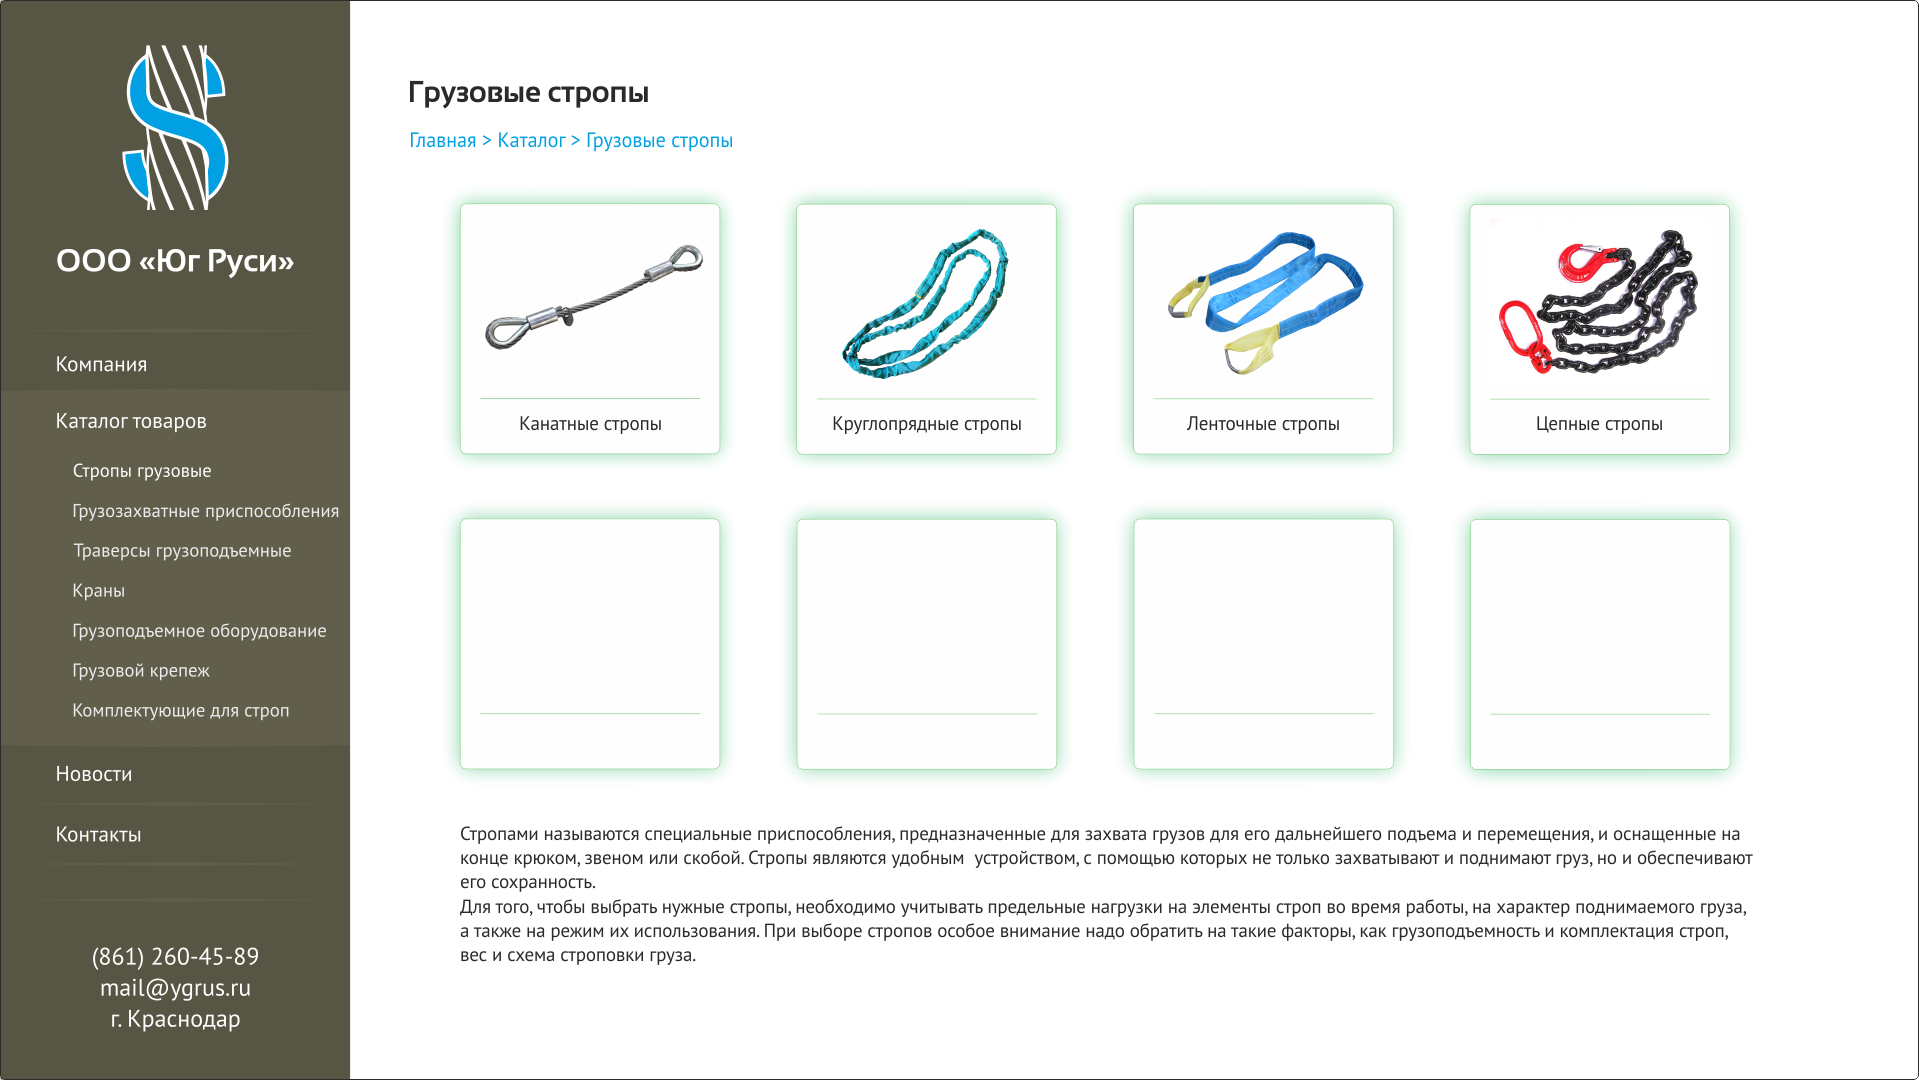 ООО «Юг Руси»
Компания
Каталог товаров
Стропы грузовые
Грузозахватные приспособления
Траверсы грузоподъемные
Краны
Грузоподъемное оборудование
Грузовой крепеж
Комплектующие для строп
Новости
Контакты
(861) 260-45-89
mail@ygrus.ru
г. Краснодар
Грузовые стропы
Главная > Каталог > Грузовые стропы
Канатные стропы
Круглопрядные стропы
Ленточные стропы
Цепные стропы
Стропами называются специальные приспособления, предназначенные для захвата грузов для его дальнейшего подъема и перемещения, и оснащенные на
конце крюком, звеном или скобой. Стропы являются удобным  устройством, с помощью которых не только захватывают и поднимают груз, но и обеспечивают
его сохранность.
Для того, чтобы выбрать нужные стропы, необходимо учитывать предельные нагрузки на элементы строп во время работы, на характер поднимаемого груза,
а также на режим их использования. При выборе стропов особое внимание надо обратить на такие факторы, как грузоподъемность и комплектация строп,
вес и схема строповки груза.